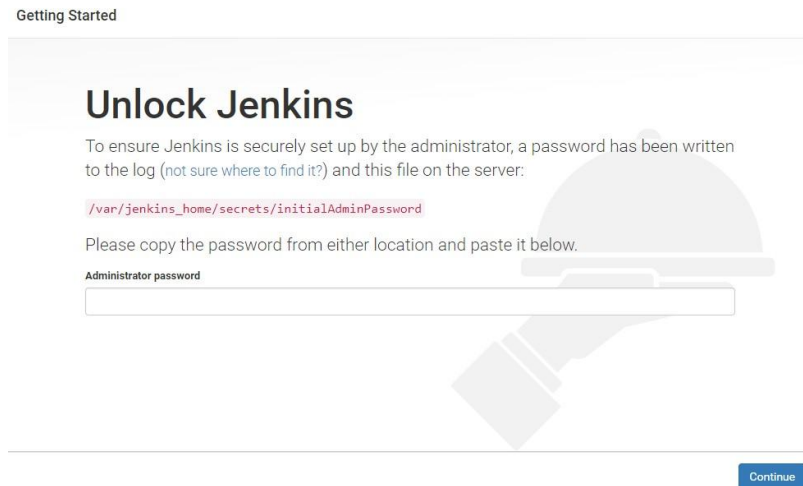 Getting Started
Unlock Jenkins
To ensure Jenkins is securely set up by the administrator, a password has been written
to the log (not sure where to find it?) and this file on the server:
/var/jenkins_home/secrets/initialAdminPassword
Please copy the password from either location and paste it below.
Administrator password
Continue